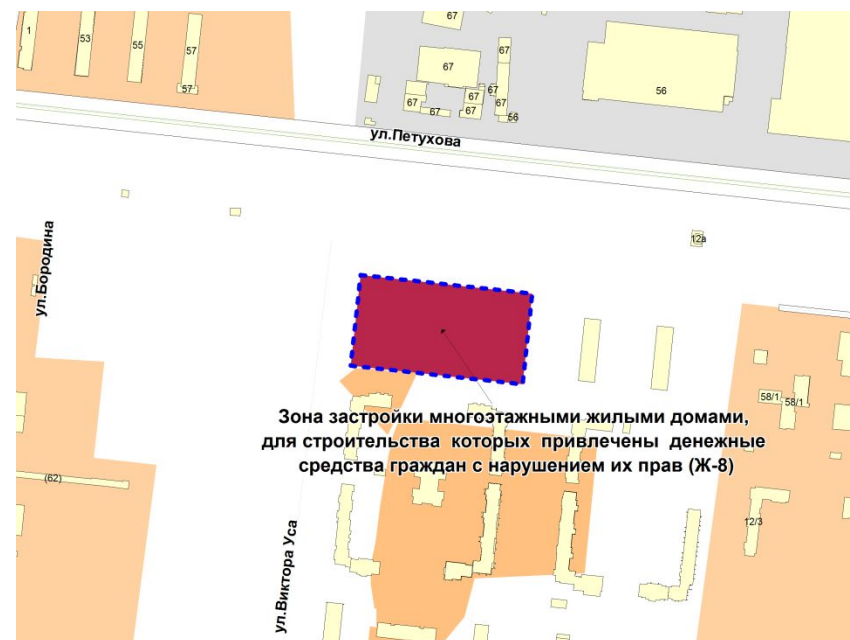 67
1
53
55
57
67
67
56
57
67
67
67
67
67
67
56
ул.Петухова
12а
ул.Бородина
58/1
58/1
Зона застройки многоэтажными жилыми домами,
для строительства которых привлечены денежные
средства граждан с нарушением их прав (Ж-8)
(62)
12/3
ул.Виктора Уса